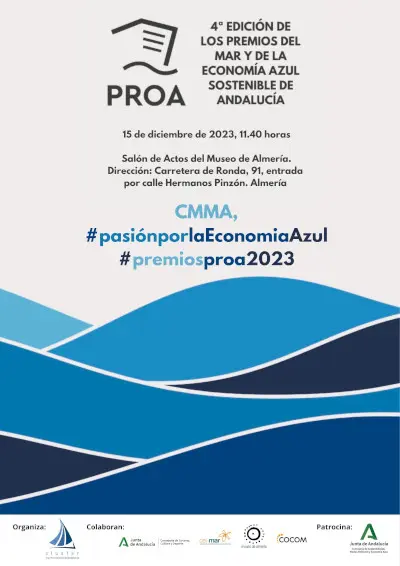 4ª EDICIÓN DE
LOS PREMIOS DEL
MAR Y DE LA
ECONOMÍA AZUL
SOSTENIBLE DE
ANDALUCÍA
PROA
15 de diciembre de 2023, 11.40 horas
Salón de Actos del Museo de Almería.
Dirección: Carretera de Ronda, 91, entrada
por calle Hermanos Pinzón. Almería
CMMA,
#pasiónporlaEconomiaAzul
#premiosproa2023
Organiza:
Colaboran:
Patrocina:
Junta
de Andalucía
COCOM
Junta de Andalucía